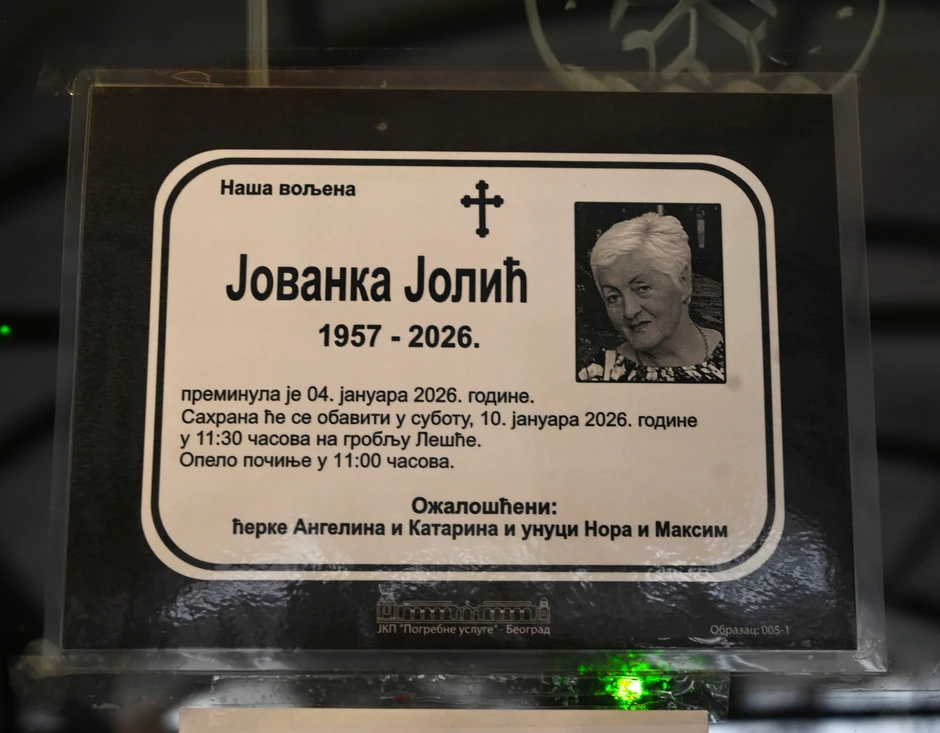 Наша вољена
Јованка Јолић
1957 - 2026.
преминула је 04. јануара 2026. године.
Сахрана ће се обавити у суботу, 10. јануара 2026. године
у 11:30 часова на гробљу Лешће.
Опело почиње у 11:00 часова.
Ожалошћени:
ћерке Ангелина и Катарина и унуци Нора и Максим
ЈКП "Погребне услуге" - Београд
Образац: 005-1